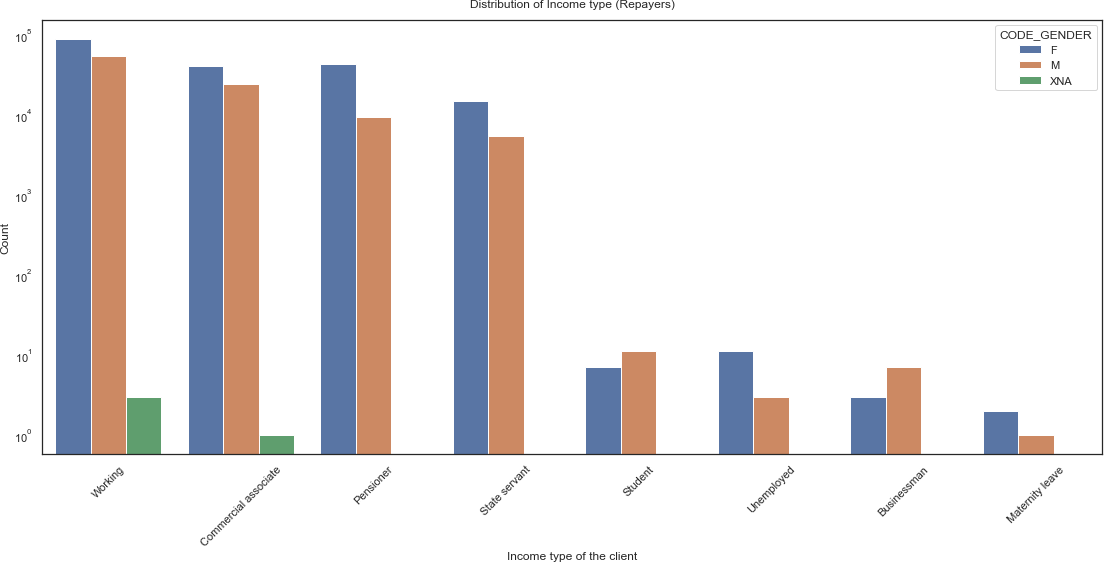 Distribution of Income type (Repayers)
CODE_GENDER
F
M
XNA
10⁵
10⁴
10³
10²
10¹
10⁰
Count
Working
Commercial associate
Pensioner
State servant
Student
Unemployed
Businessman
Maternity leave
Income type of the client